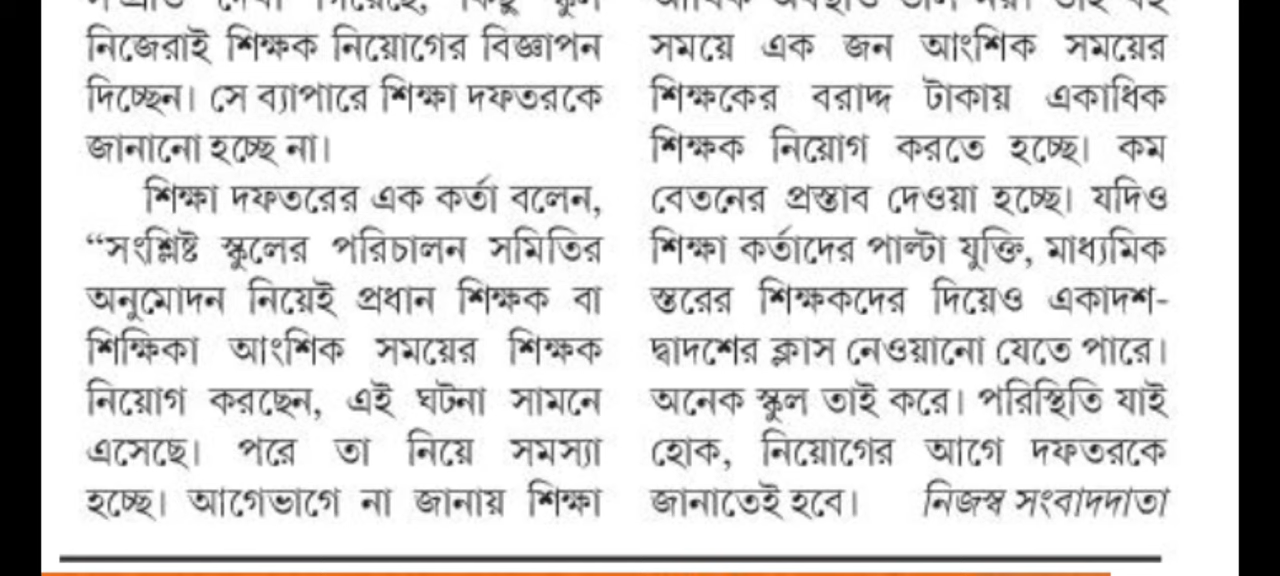 নিজেরাই শিক্ষক নিয়োগের বিজ্ঞাপন
দিচ্ছেন। সে ব্যাপারে শিক্ষা দফতরকে
জানানো হচ্ছে না।
শিক্ষা দফতরের এক কর্তা বলেন,
“সংশ্লিষ্ট স্কুলের পরিচালন সমিতির
অনুমোদন নিয়েই প্রধান শিক্ষক বা
শিক্ষিকা আংশিক সময়ের শিক্ষক
নিয়োগ করছেন, এই ঘটনা সামনে
এসেছে। পরে তা নিয়ে সমস্যা
হচ্ছে। আগেভাগে না জানায় শিক্ষা
সময়ে এক জন আংশিক সময়ের
শিক্ষকের বরাদ্দ টাকায় একাধিক
শিক্ষক নিয়োগ করতে হচ্ছে। কম
বেতনের প্রস্তাব দেওয়া হচ্ছে। যদিও
শিক্ষা কর্তাদের পাল্টা যুক্তি, মাধ্যমিক
স্তরের শিক্ষকদের দিয়েও একাদশ-
দ্বাদশের ক্লাস নেওয়ানো যেতে পারে।
অনেক স্কুল তাই করে। পরিস্থিতি যাই
হোক, নিয়োগের আগে দফতরকে
জানাতেই হবে। নিজস্ব সংবাদদাতা